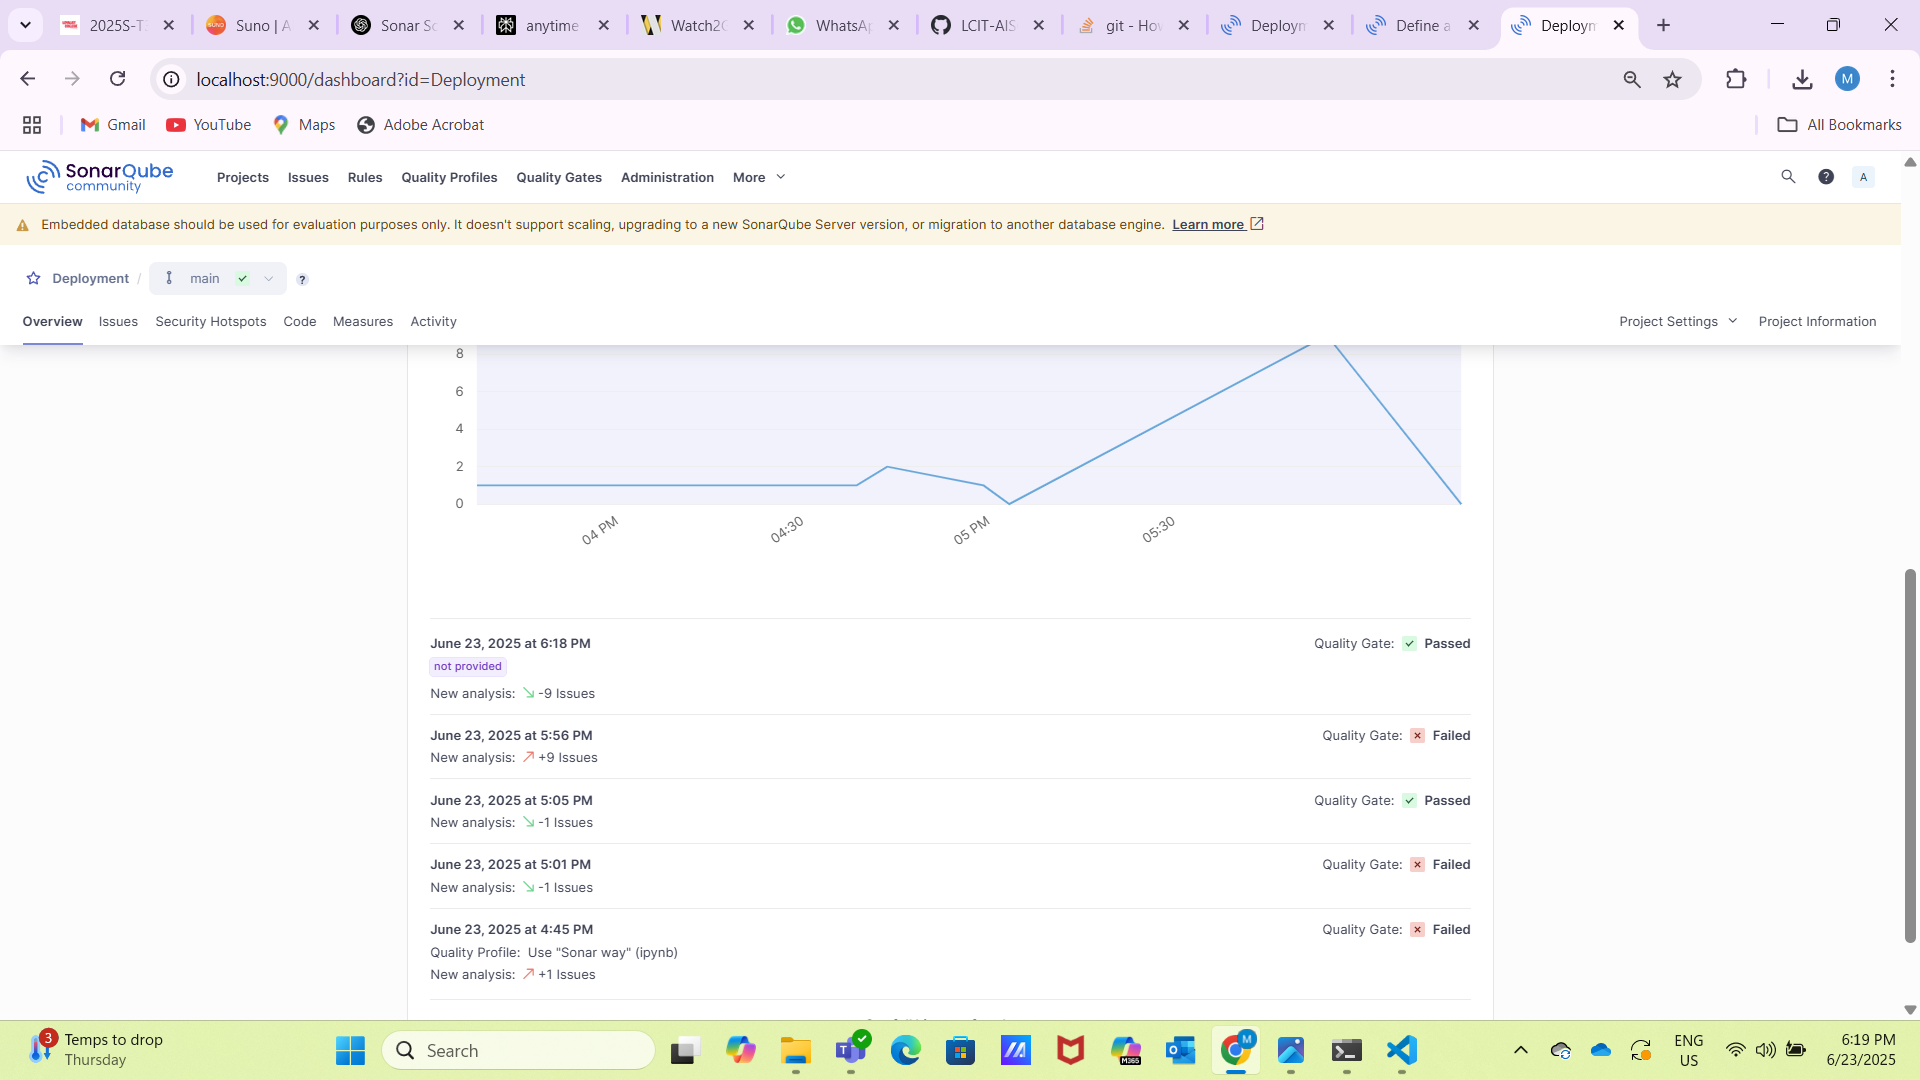 2025S-T
Suno | A
Sonar Sc
anytime
Watch2G
WhatsAp
LCIT-AIS
git - How
Deploym
Define a
Deploym
localhost:9000/dashboard?id=Deployment
M
Gmail
YouTube
Maps
Adobe Acrobat
All Bookmarks
SonarQube
community
Projects
Issues
Rules
Quality Profiles
Quality Gates
Administration
More
A
Embedded database should be used for evaluation purposes only. It doesn't support scaling, upgrading to a new SonarQube Server version, or migration to another database engine. Learn more
Deployment / main
Overview
Issues
Security Hotspots
Code
Measures
Activity
Project Settings
Project Information
8
6
4
2
0
04 PM
04:30
05 PM
05:30
June 23, 2025 at 6:18 PM
Quality Gate: Passed
not provided
New analysis: -9 Issues
June 23, 2025 at 5:56 PM
Quality Gate: Failed
New analysis: +9 Issues
June 23, 2025 at 5:05 PM
Quality Gate: Passed
New analysis: -1 Issues
June 23, 2025 at 5:01 PM
Quality Gate: Failed
New analysis: -1 Issues
June 23, 2025 at 4:45 PM
Quality Gate: Failed
Quality Profile: Use "Sonar way" (ipynb)
New analysis: +1 Issues
3
Temps to drop
Thursday
Search
M365
M
ENG
US
6:19 PM
6/23/2025